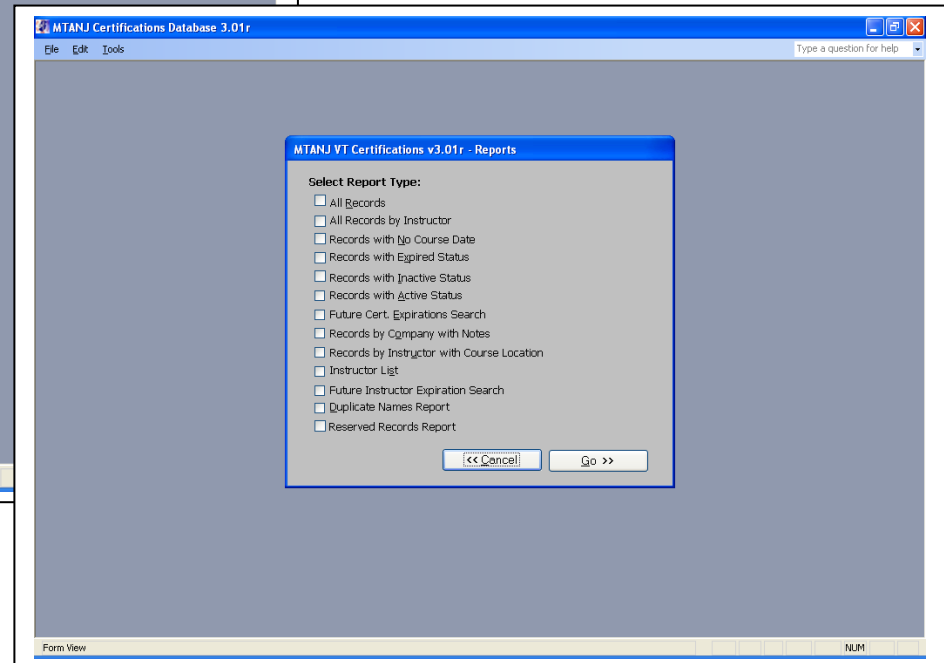 MTANJ Certifications Database 3.01r
File Edit Tools Type a question for help
MTANJ VT Certifications v3.01r - Reports
Select Report Type:
All Records
All Records by Instructor
Records with No Course Date
Records with Expired Status
Records with Inactive Status
Records with Active Status
Future Cert. Expirations Search
Records by Company with Notes
Records by Instructor with Course Location
Instructor List
Future Instructor Expiration Search
Duplicate Names Report
Reserved Records Report
<< Cancel Go >>
Form View NUM